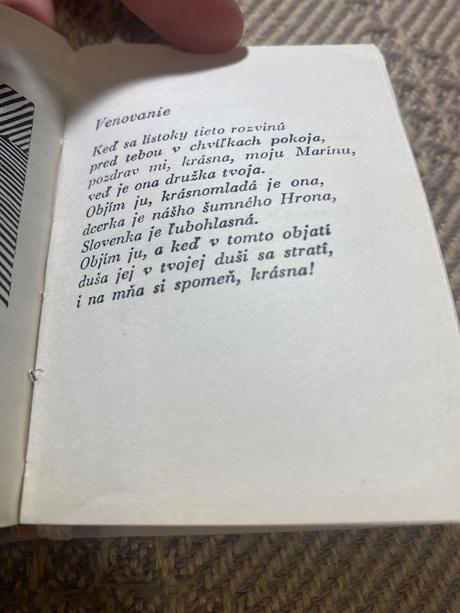 Venovanie
Keď sa lístoky tieto rozvinú
pred tebou v chvíľkach pokoja,
pozdrav mi, krásna, moju Marínu,
veď je ona družka tvoja.
Objím ju, krásnomladá je ona,
dcerka je nášho šumného Hrona,
Slovenka je ľubohlasná.
Objím ju, a keď v tomto objatí
duša jej v tvojej duši sa stratí,
i na mňa si spomeň, krásna!